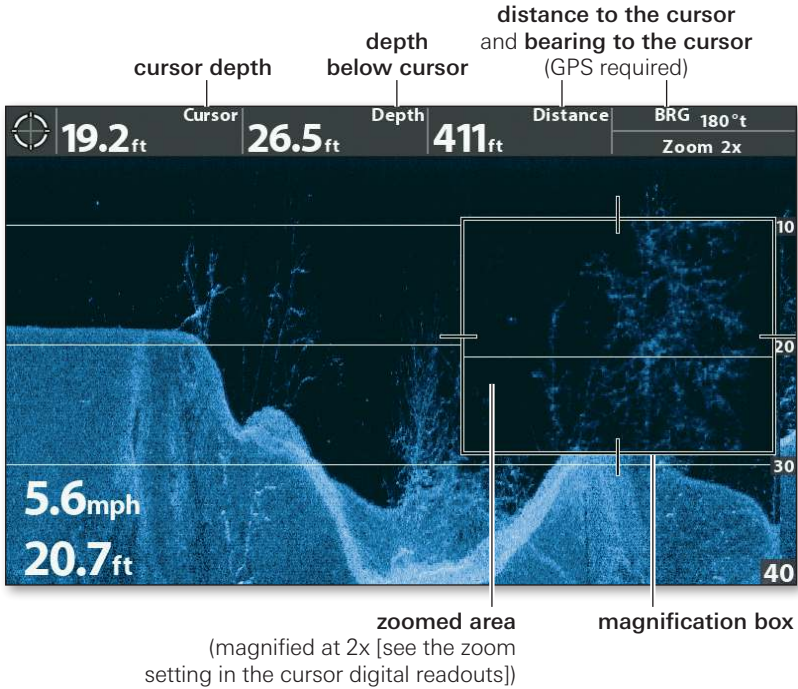 distance to the cursor
and bearing to the cursor
(GPS required)
depth
below cursor
cursor depth
Cursor
19.2ft
Depth
26.5ft
Distance
411ft
BRG 180°t
Zoom 2x
10
20
30
40
5.6mph
20.7ft
zoomed area
(magnified at 2x [see the zoom
setting in the cursor digital readouts])
magnification box